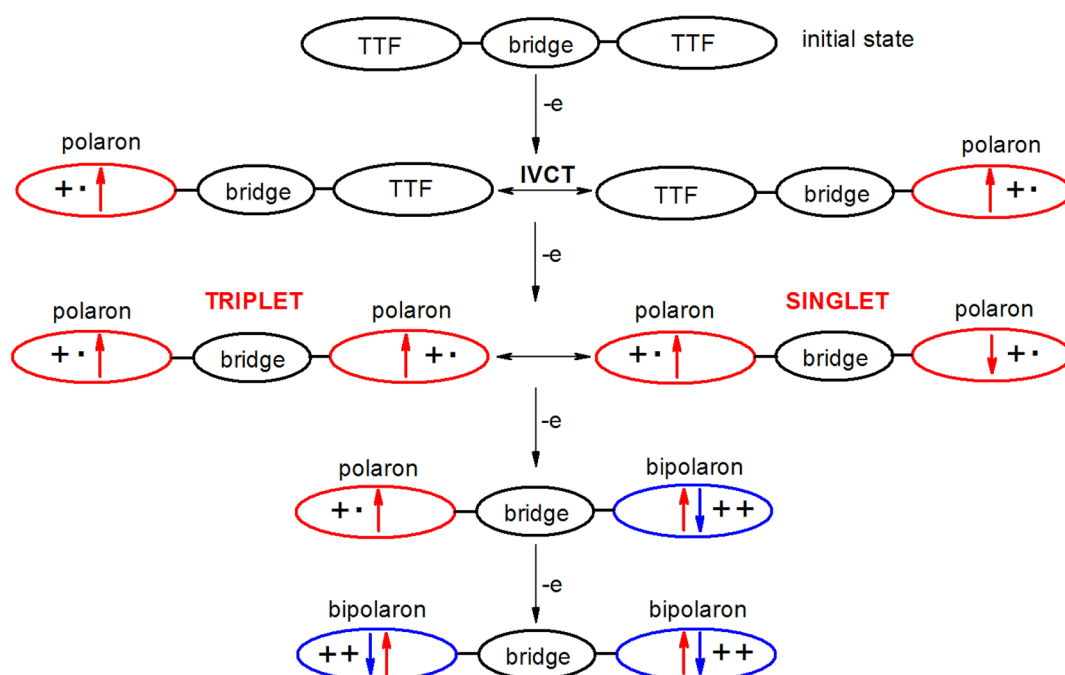 TTF bridge TTF initial state
-e
polaron polaron
+· bridge TTF IVCT TTF bridge +·
-e
TRIPLET SINGLET
polaron polaron polaron polaron
+· bridge +· +· bridge +·
-e
polaron bipolaron
+· bridge ++
-e
bipolaron bipolaron
++ bridge ++